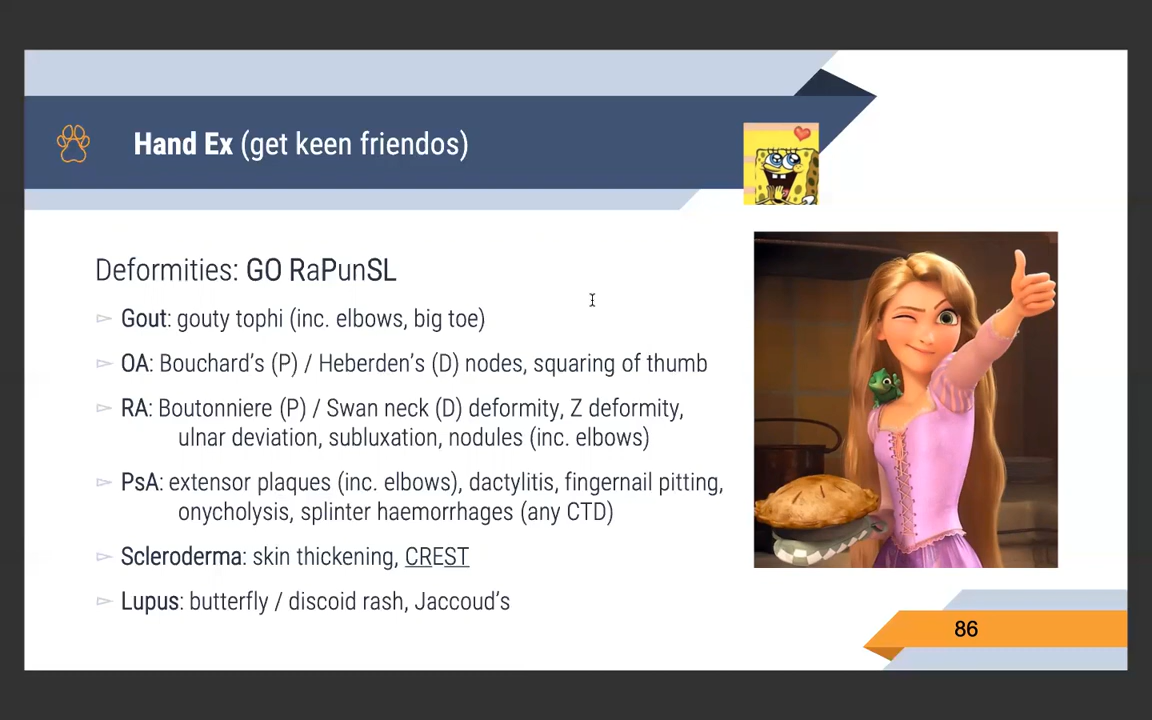 Hand Ex (get keen friendos)
Deformities: GO RaPunSL
Gout: gouty tophi (inc. elbows, big toe)
OA: Bouchard's (P) / Heberden's (D) nodes, squaring of thumb
RA: Boutonniere (P) / Swan neck (D) deformity, Z deformity,
ulnar deviation, subluxation, nodules (inc. elbows)
PsA: extensor plaques (inc. elbows), dactylitis, fingernail pitting,
onycholysis, splinter haemorrhages (any CTD)
Scleroderma: skin thickening, CREST
Lupus: butterfly / discoid rash, Jaccoud's
86